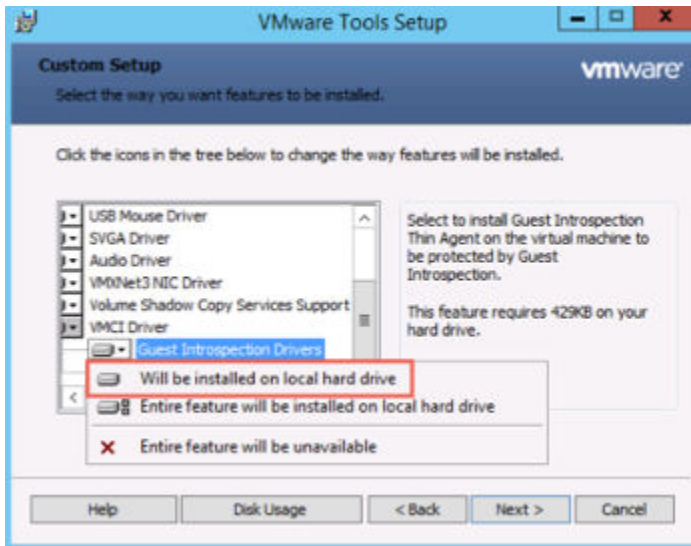 VMware Tools Setup
Custom Setup
vmware
Select the way you want features to be installed.
Click the icons in the tree below to change the way features will be installed.
USB Mouse Driver
SVGA Driver
Audio Driver
VMXNet3 NIC Driver
Volume Shadow Copy Services Support
VMCI Driver
Guest Introspection Drivers
Will be installed on local hard drive
Entire feature will be installed on local hard drive
Entire feature will be unavailable
Select to install Guest Introspection
Thin Agent on the virtual machine to
be protected by Guest
Introspection.
This feature requires 429KB on your
hard drive.
Help
Disk Usage
< Back
Next >
Cancel